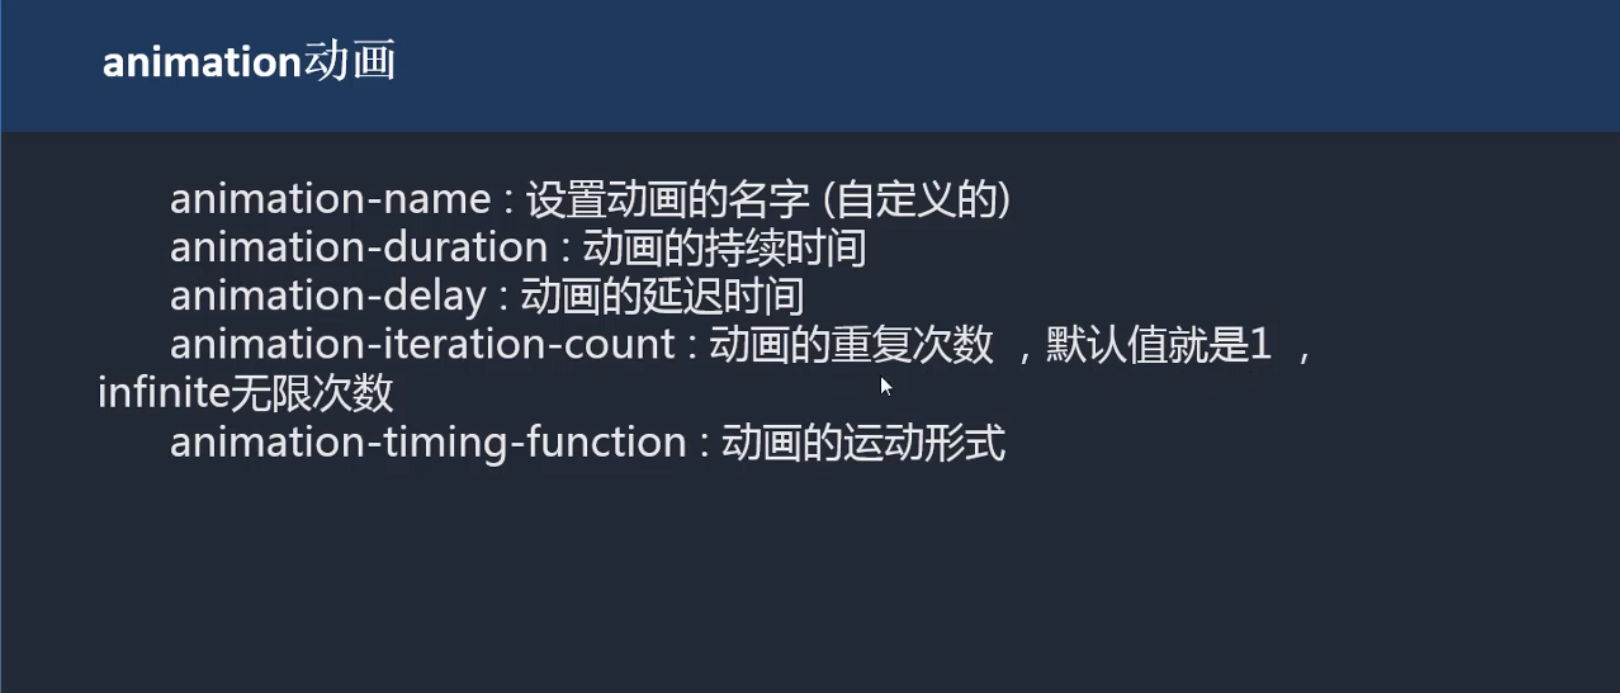 animation动画
animation-name : 设置动画的名字 (自定义的)
animation-duration : 动画的持续时间
animation-delay : 动画的延迟时间
animation-iteration-count : 动画的重复次数 ，默认值就是1 ，
infinite无限次数
animation-timing-function : 动画的运动形式